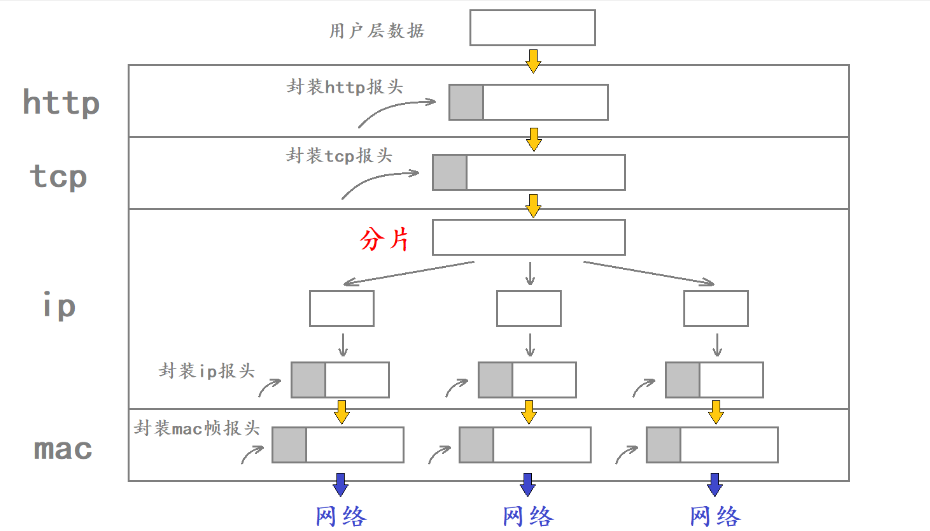 用户层数据
封装http报头
http
封装tcp报头
tcp
分片
ip
封装ip报头
封装mac帧报头
mac
网络 网络 网络